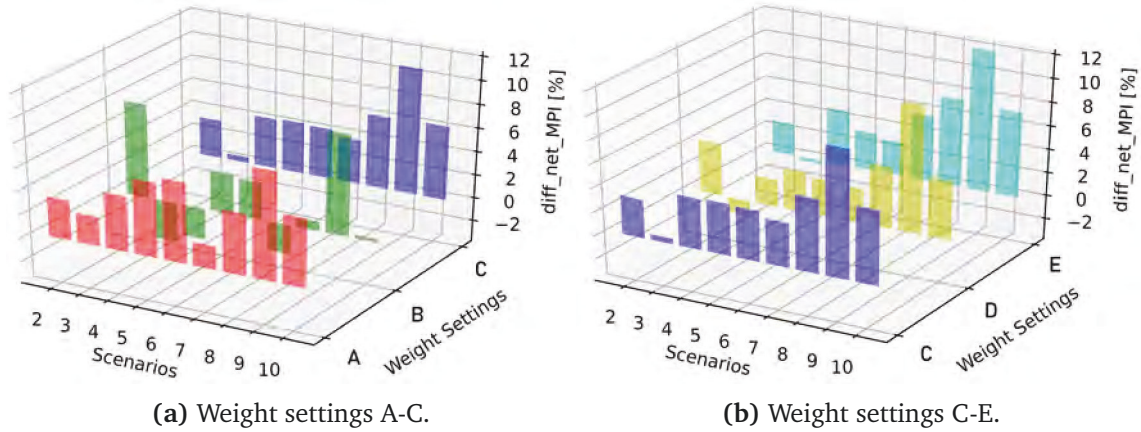 12
10
8
6
4
2
0
−2
diff_net_MPI [%]
C
B
A
Weight Settings
2 3 4 5 6 7 8 9 10
Scenarios
(a) Weight settings A-C.
12
10
8
6
4
2
0
−2
diff_net_MPI [%]
E
D
C
Weight Settings
2 3 4 5 6 7 8 9 10
Scenarios
(b) Weight settings C-E.